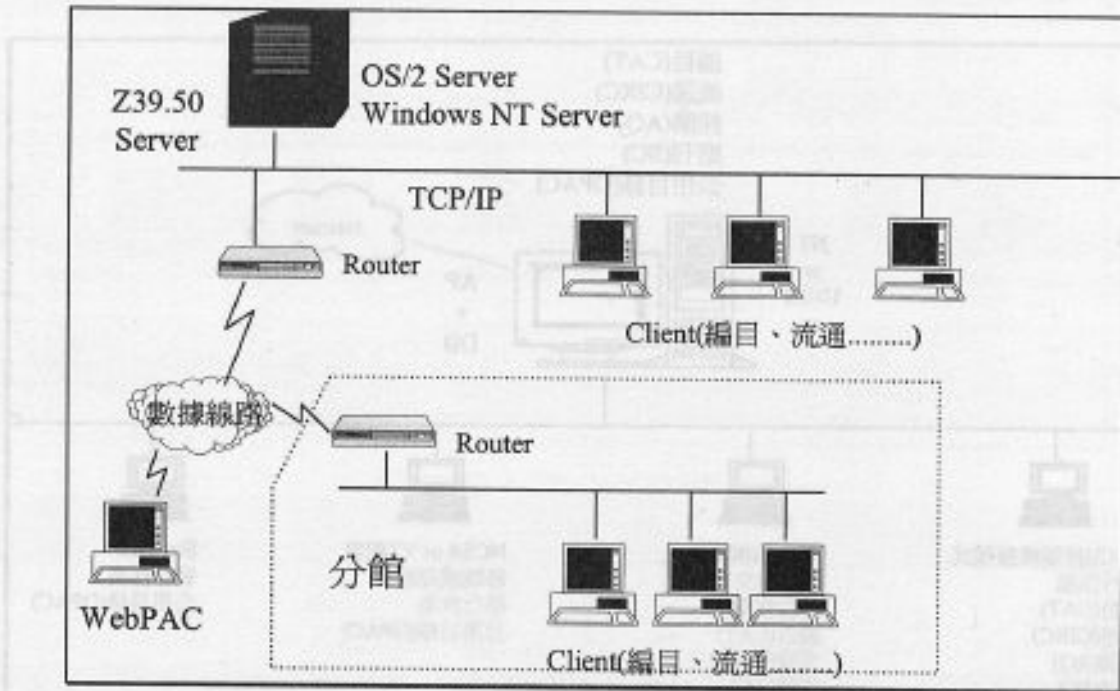 OS/2 Server
Windows NT Server
Z39.50
Server
TCP/IP
Router
Client(編目、流通.........)
數據線路
Router
WebPAC
分館
Client(編目、流通.........)